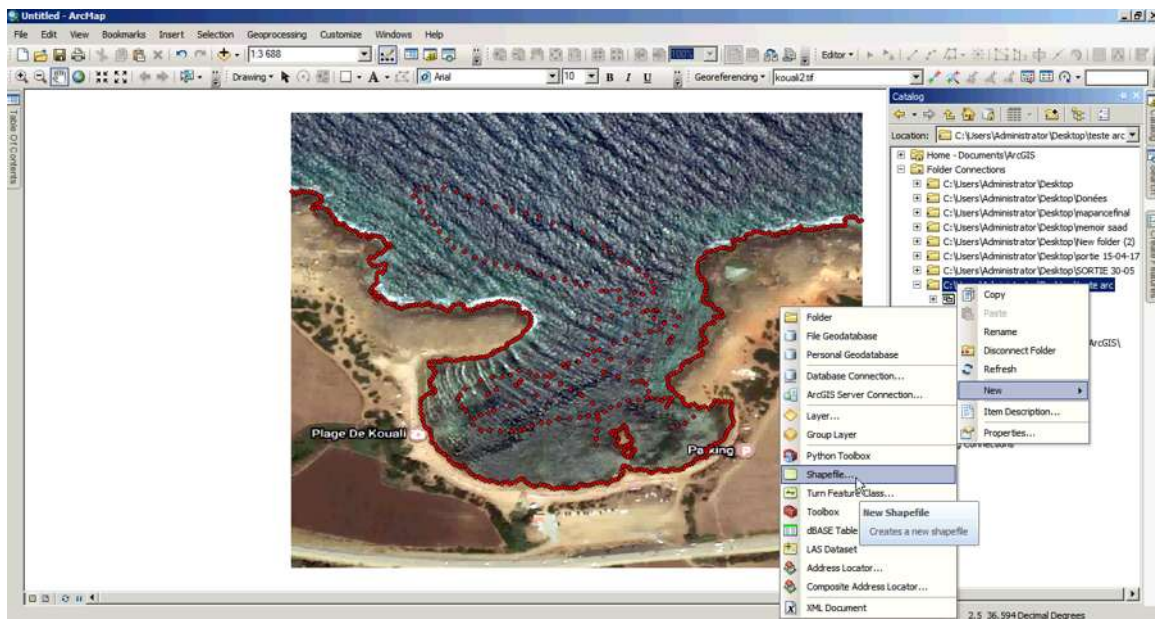 Untitled - ArcMap
File Edit View Bookmarks Insert Selection Geoprocessing Customize Windows Help
1:3 688
100%
Editor
Drawing
A
Arial
10
B I U
Georeferencing
kouali2.tif
Table Of Contents
Catalog
Location: C:\Users\Administrator\Desktop\teste arc
Home - Documents\ArcGIS
Folder Connections
C:\Users\Administrator\Desktop
C:\Users\Administrator\Desktop\Donées
C:\Users\Administrator\Desktop\mapancefinal
C:\Users\Administrator\Desktop\memoir saad
C:\Users\Administrator\Desktop\New folder (2)
C:\Users\Administrator\Desktop\sortie 15-04-17
C:\Users\Administrator\Desktop\SORTIE 30-05
Catalog
Search
Create Features
Copy
Paste
Rename
Disconnect Folder
Refresh
New
Item Description...
Properties...
ArcGIS\
Connections
Folder
File Geodatabase
Personal Geodatabase
Database Connection...
ArcGIS Server Connection...
Layer...
Group Layer
Python Toolbox
Shapefile...
Turn Feature Class...
Toolbox
dBASE Table
LAS Dataset
Address Locator...
Composite Address Locator...
XML Document
New Shapefile
Creates a new shapefile
Plage De Kouali
Parking P
2,5 36,594 Decimal Degrees